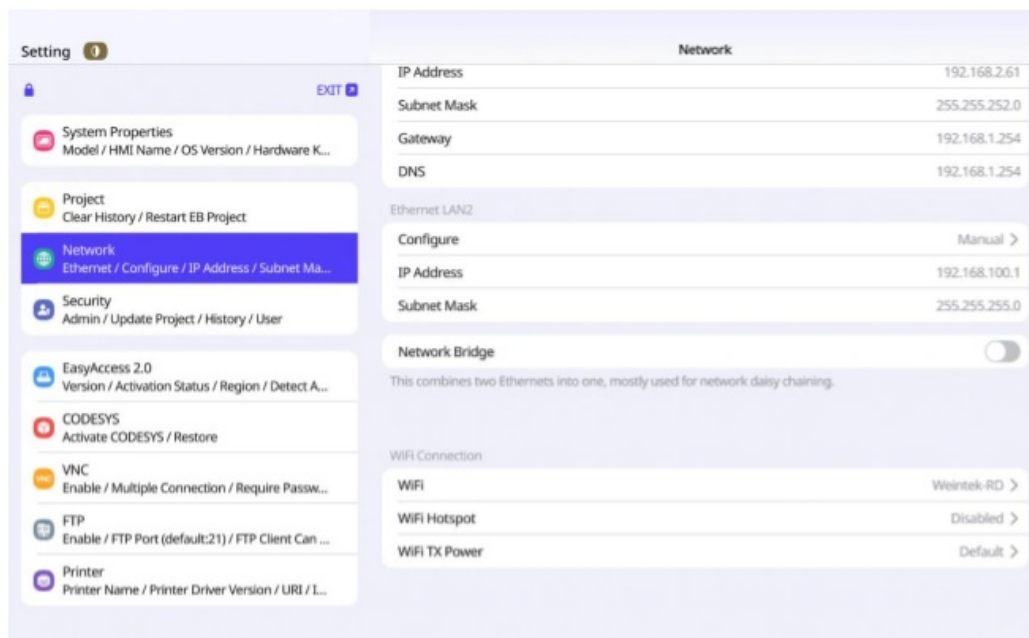 Setting
Network
EXIT
System Properties
Model / HMI Name / OS Version / Hardware K...
Project
Clear History / Restart EB Project
Network
Ethernet / Configure / IP Address / Subnet Ma...
Security
Admin / Update Project / History / User
EasyAccess 2.0
Version / Activation Status / Region / Detect A...
CODESYS
Activate CODESYS / Restore
VNC
VNC
Enable / Multiple Connection / Require Passw...
FTP
Enable / FTP Port (default:21) / FTP Client Can ...
Printer
Printer Name / Printer Driver Version / URI / I...
IP Address 192.168.2.61
Subnet Mask 255.255.252.0
Gateway 192.168.1.254
DNS 192.168.1.254
Ethernet LAN2
Configure Manual >
IP Address 192.168.100.1
Subnet Mask 255.255.255.0
Network Bridge
This combines two Ethernets into one, mostly used for network daisy chaining.
WiFi Connection
WiFi Weintek-RD >
WiFi Hotspot Disabled >
WiFi TX Power Default >